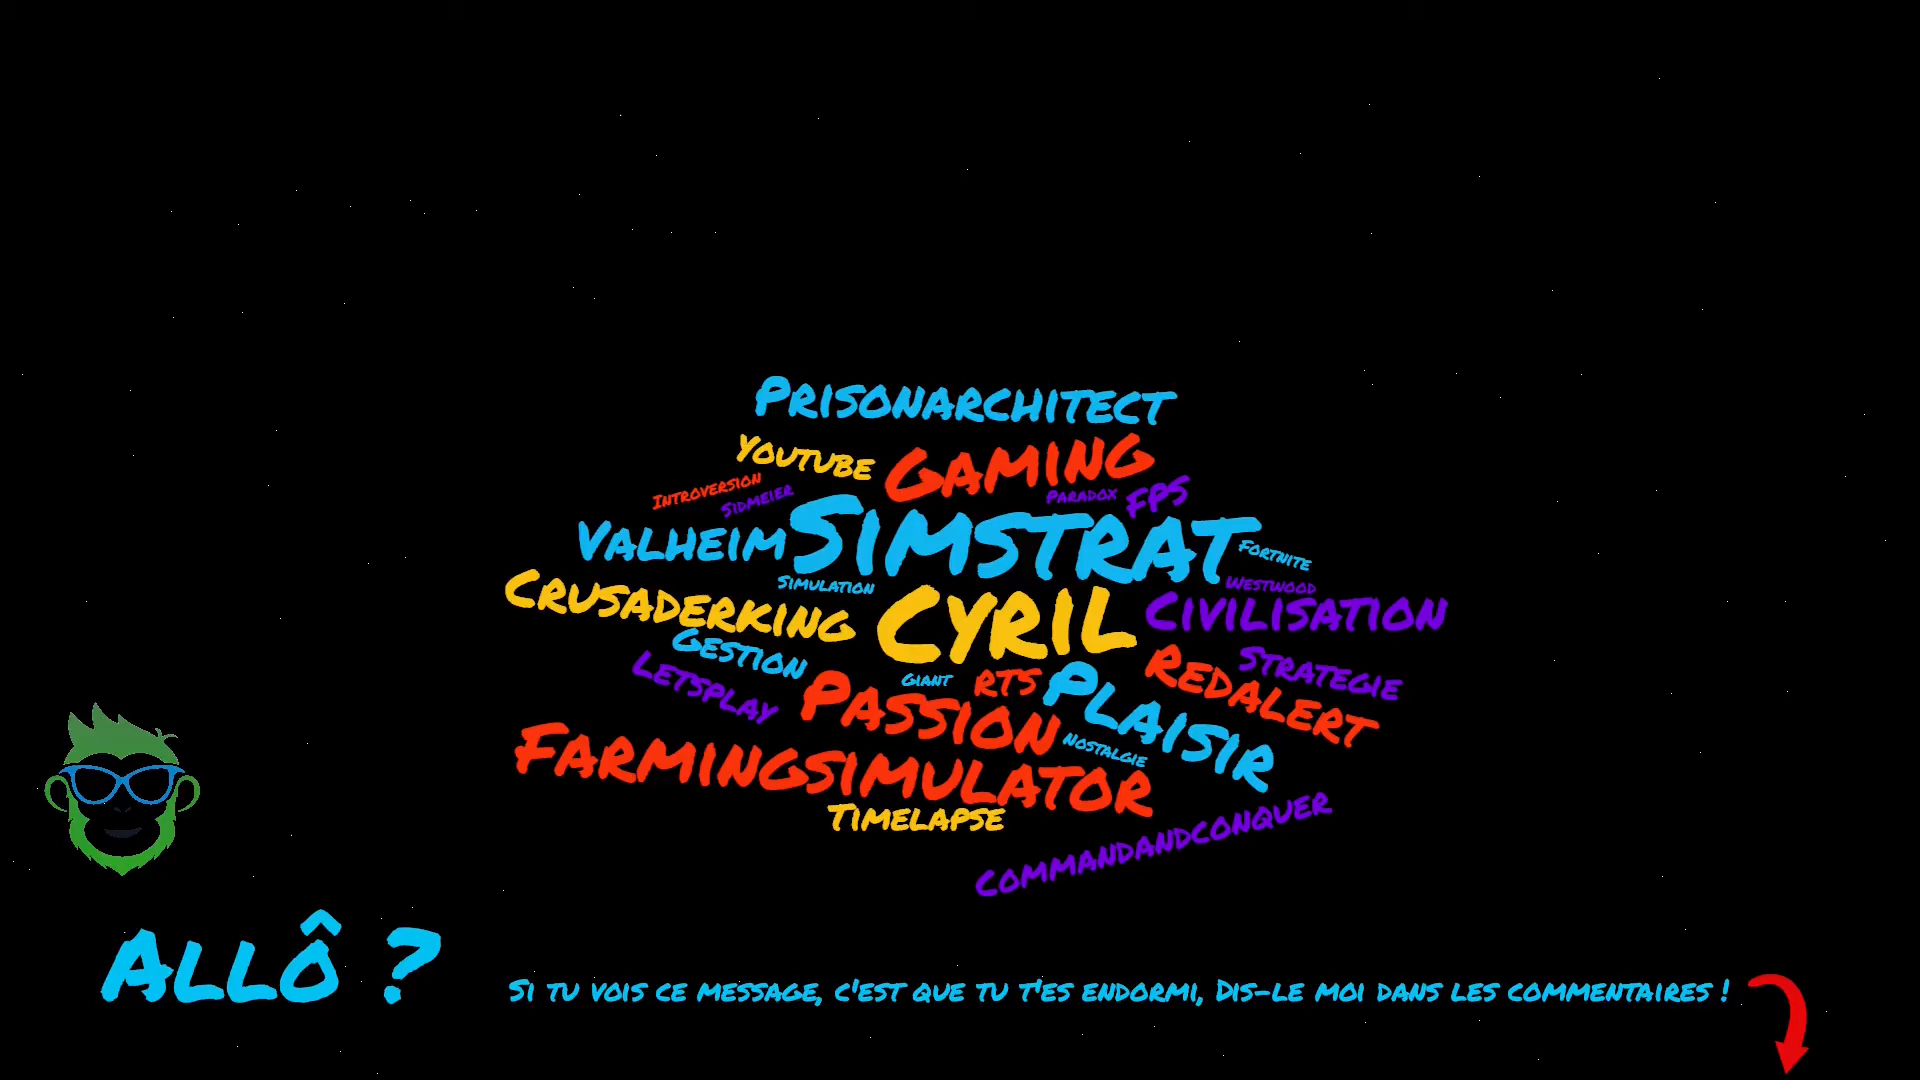 Prisonarchitect
Youtube
Gaming
Introversion
Sidmeier
Paradox
FPS
Valheim
Simstrat
Fortnite
Simulation
Westwood
Crusaderking
Cyril
Civilisation
Gestion
Strategie
Letsplay
Giant
RTS
Plaisir
Redalert
Passion
Nostalgie
Farmingsimulator
Timelapse
Commandandconquer
Allô ?
Si tu vois ce message, c'est que tu t'es endormi, Dis-le moi dans les commentaires !